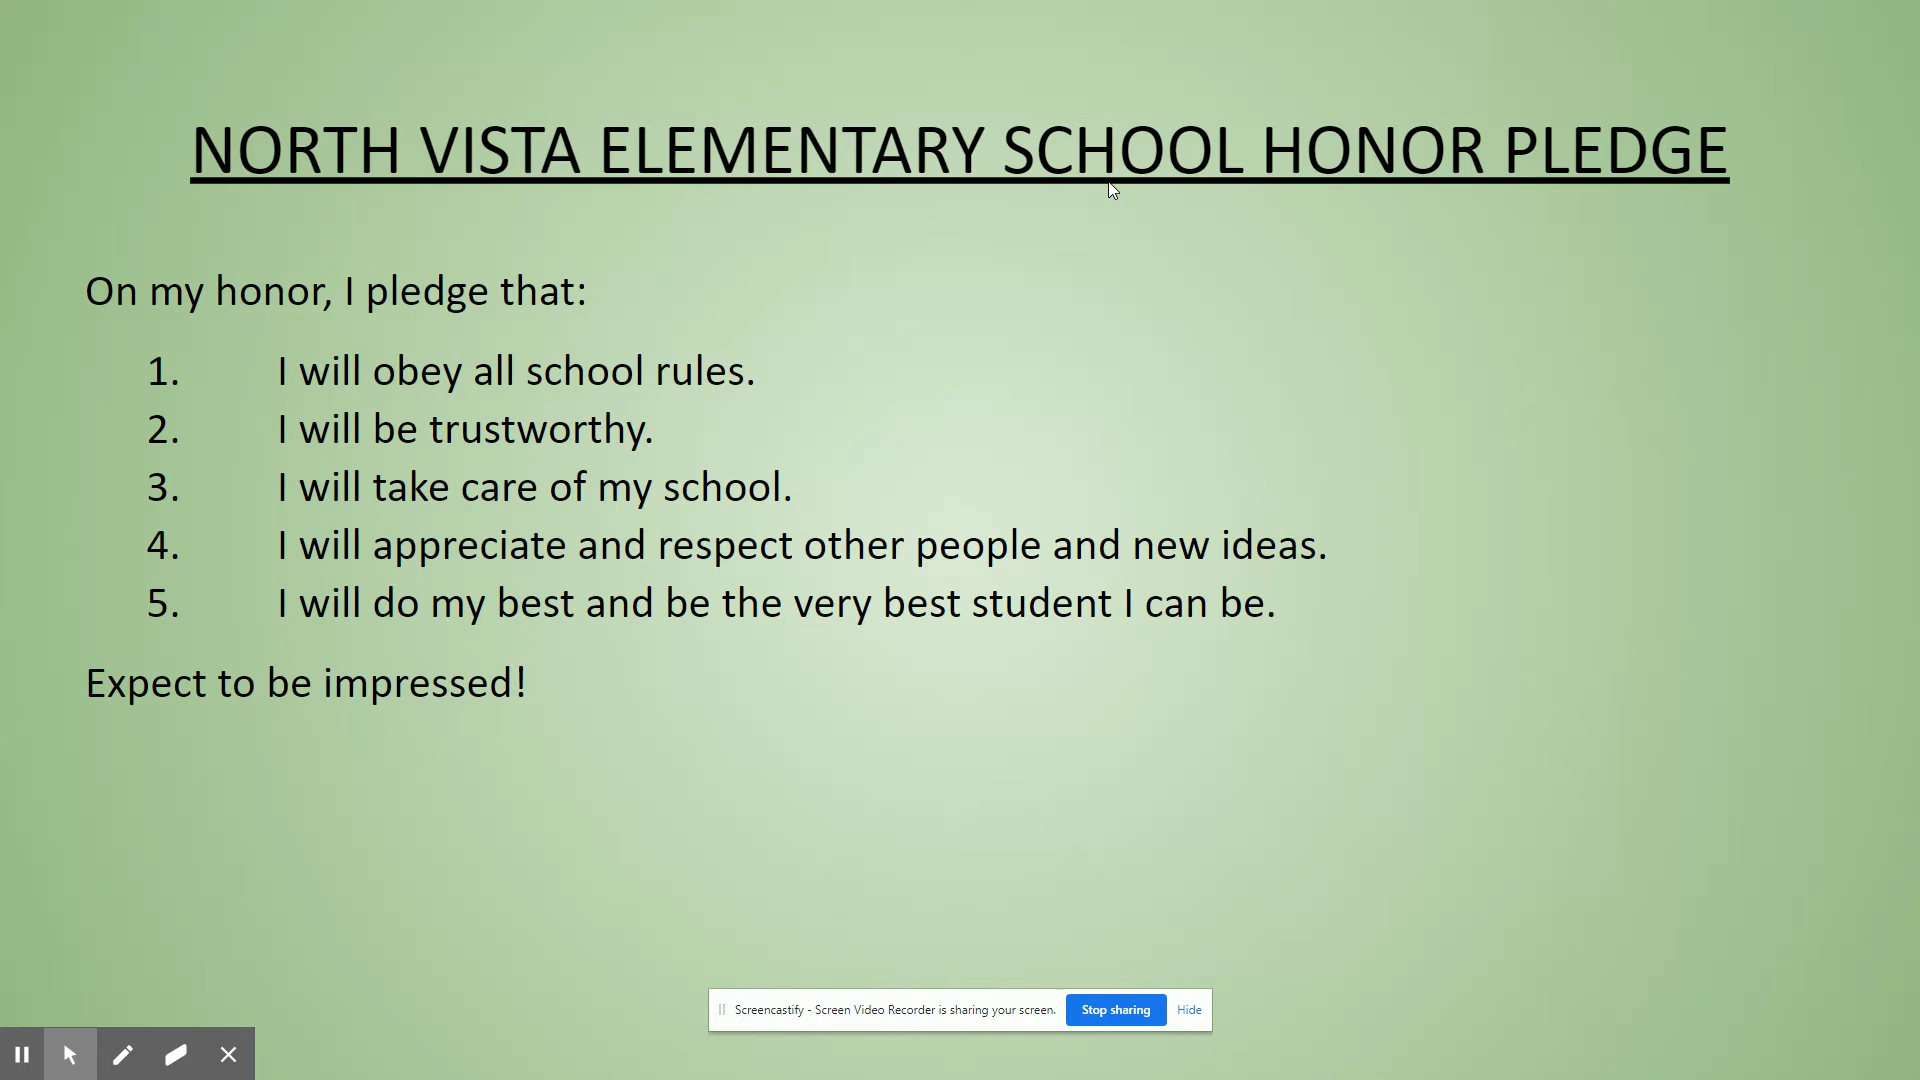 NORTH VISTA ELEMENTARY SCHOOL HONOR PLEDGE
On my honor, I pledge that:
1. I will obey all school rules.
2. I will be trustworthy.
3. I will take care of my school.
4. I will appreciate and respect other people and new ideas.
5. I will do my best and be the very best student I can be.
Expect to be impressed!
Screencastify - Screen Video Recorder is sharing your screen. Stop sharing Hide